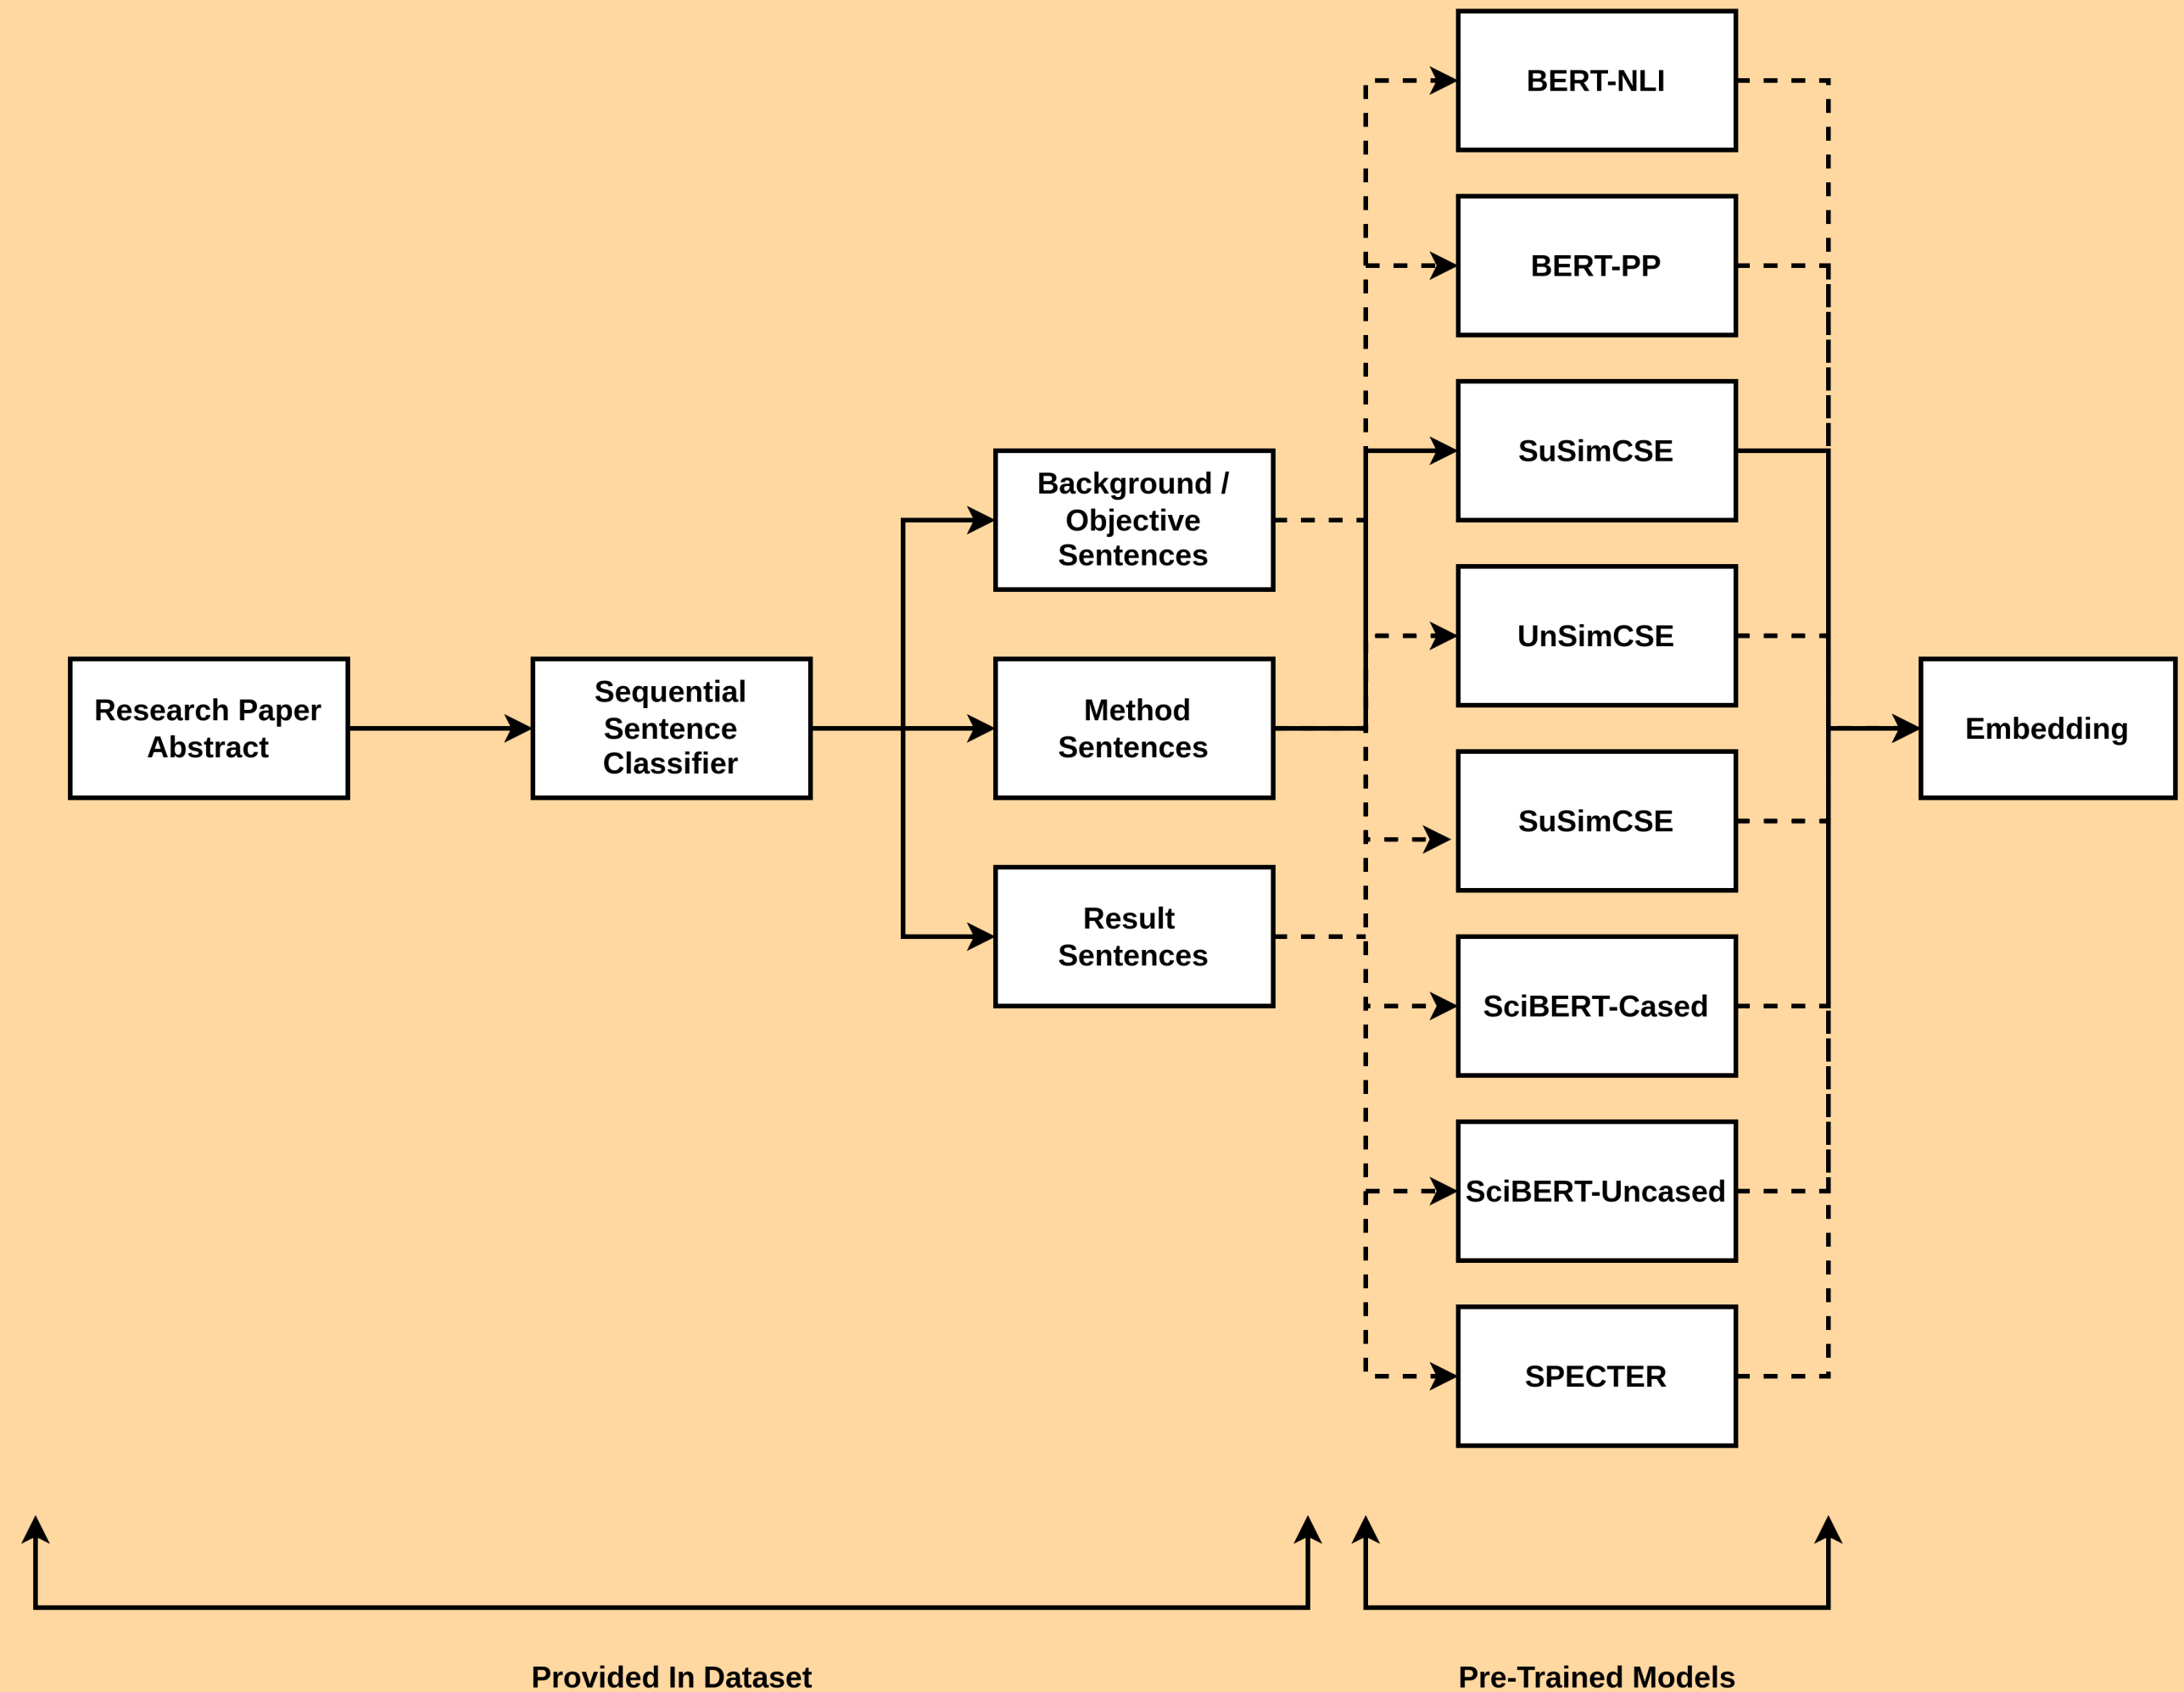 Research Paper
Abstract
Sequential
Sentence
Classifier
Background /
Objective
Sentences
Method
Sentences
Result
Sentences
BERT-NLI
BERT-PP
SuSimCSE
UnSimCSE
SuSimCSE
SciBERT-Cased
SciBERT-Uncased
SPECTER
Embedding
Provided In Dataset
Pre-Trained Models